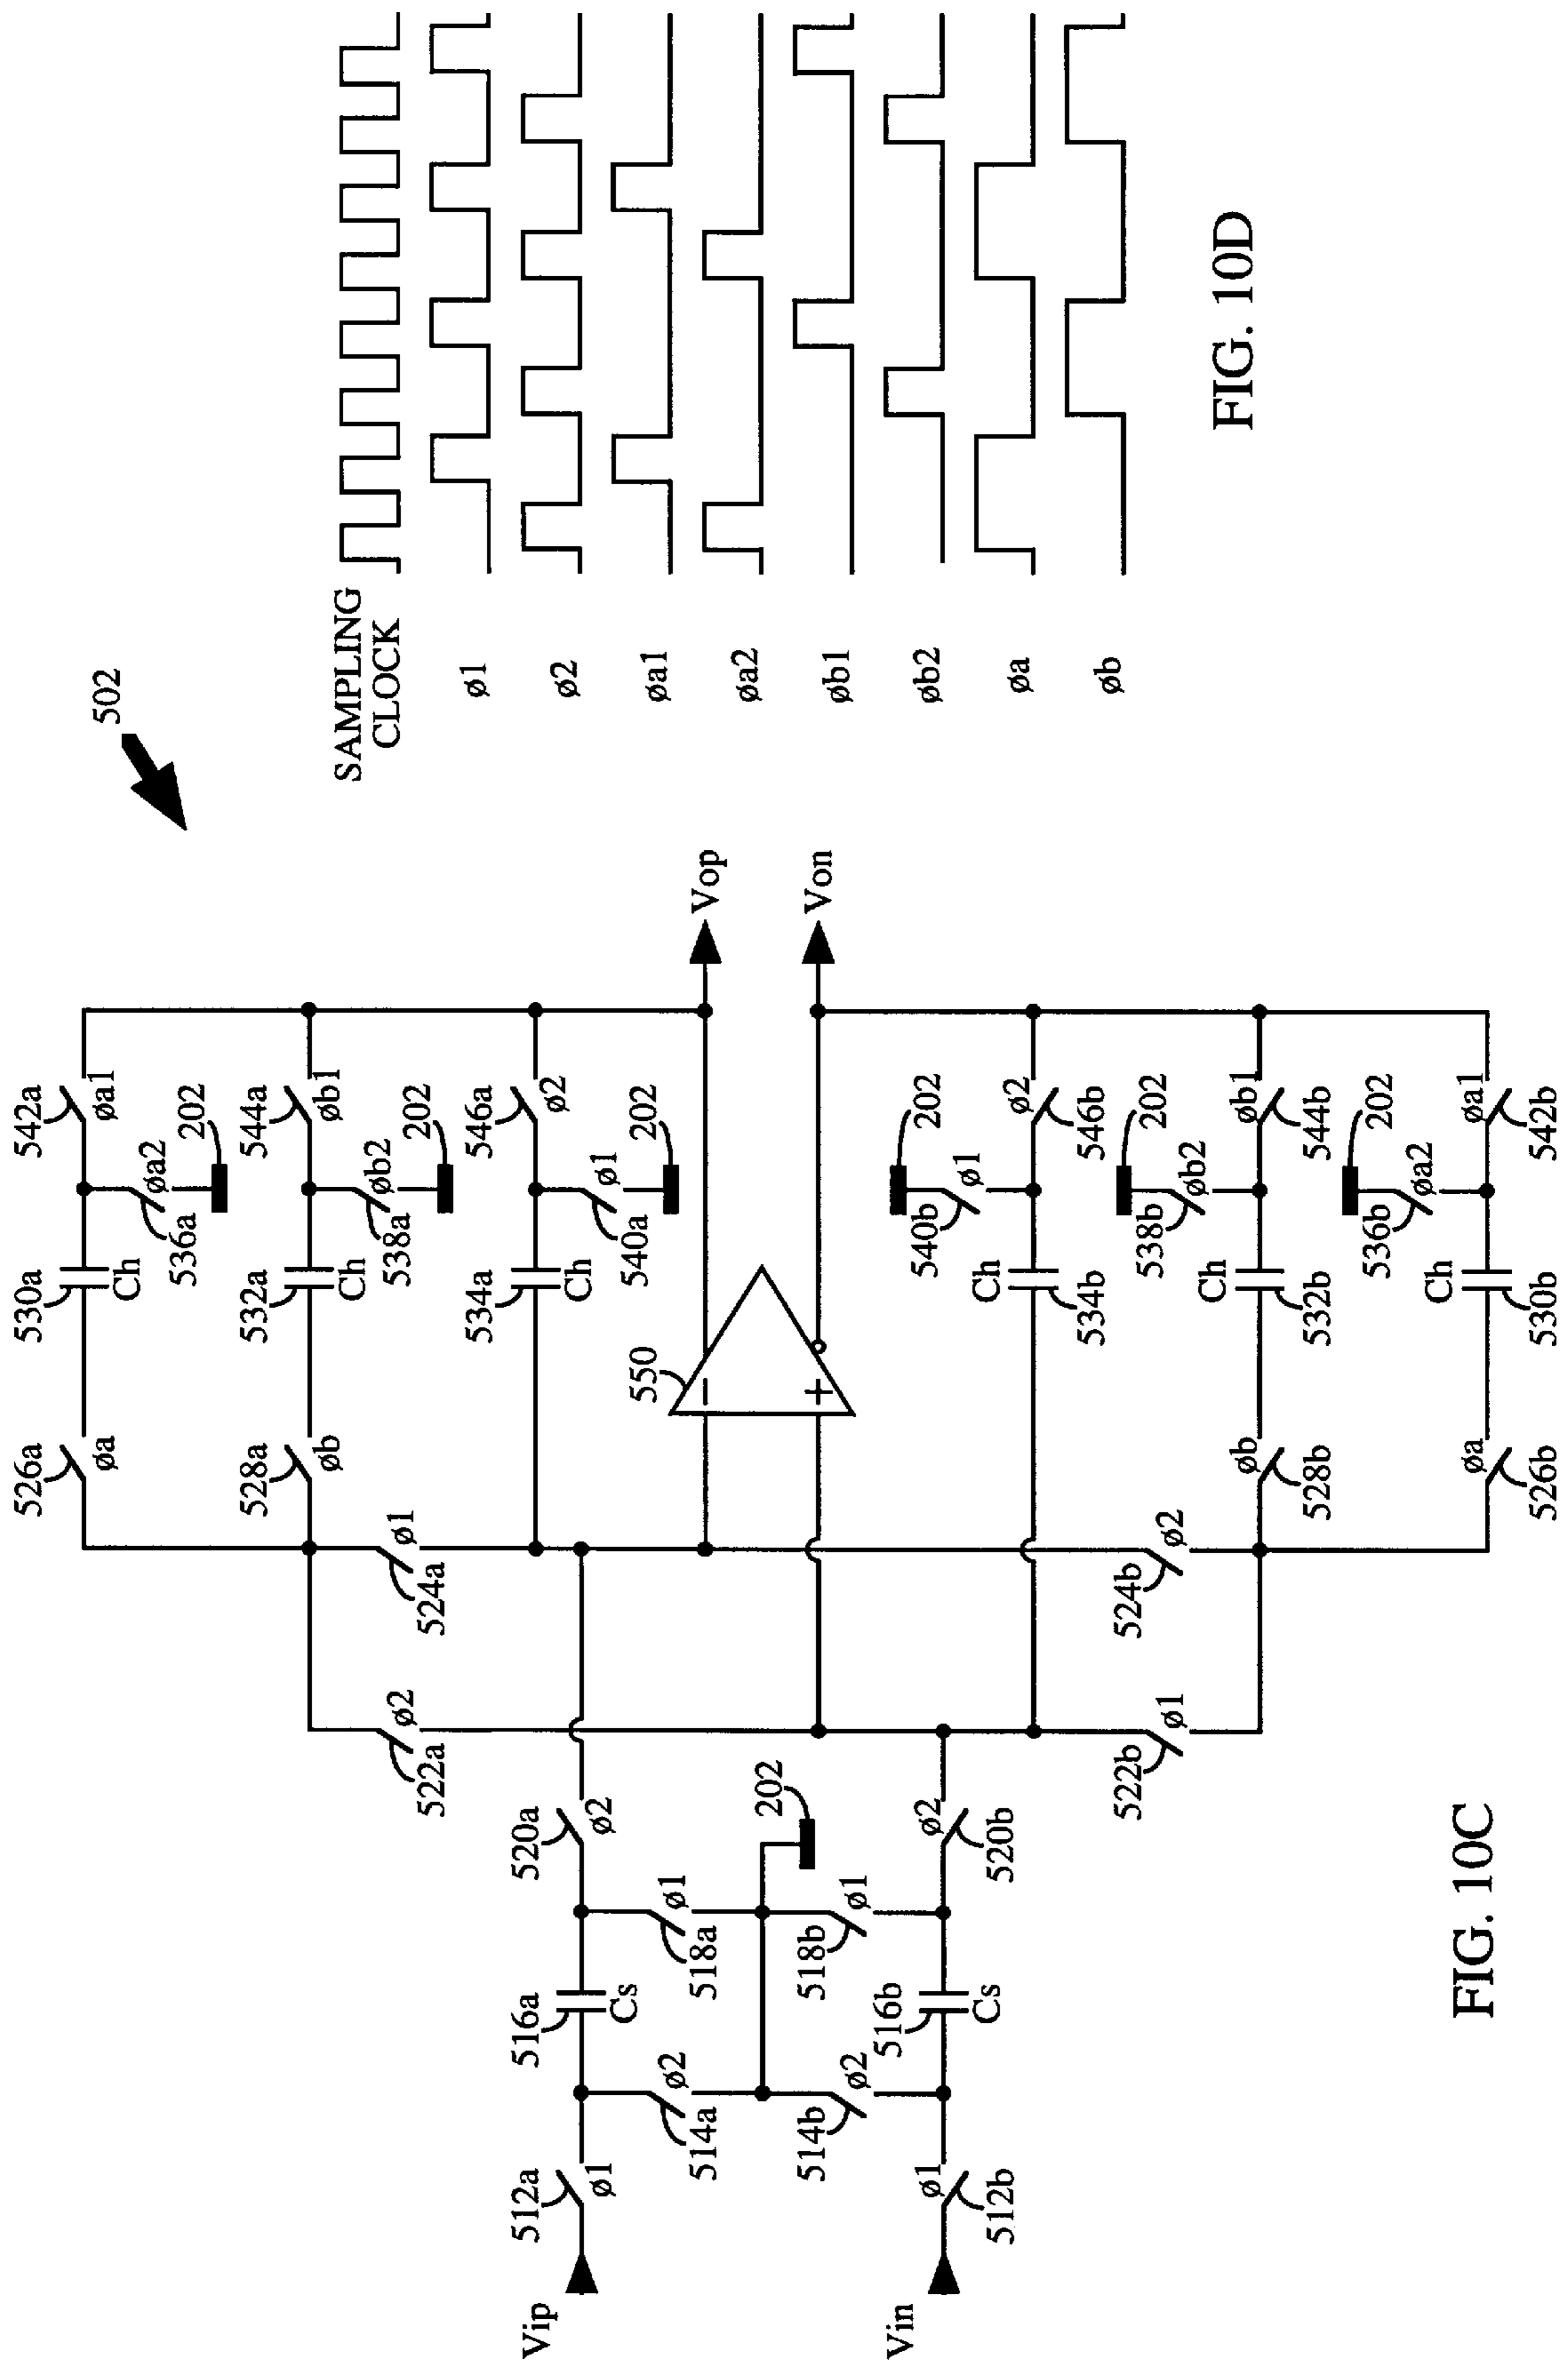 502
Vip
512a
ø1
514a
ø2
516a
Cs
518a
ø1
520a
ø2
202
Vin
ø1
512b
514b
ø2
516b
Cs
518b
ø1
ø2
520b
522a
ø2
524a
ø1
522b
ø1
524b
ø2
526a
øa
530a
Ch
536a
øa2
202
542a
øa1
528a
øb
532a
Ch
538a
øb2
202
544a
øb1
534a
Ch
540a
ø1
202
546a
ø2
550
−
+
Vop
Von
Ch
534b
540b
ø1
202
ø2
546b
øb
528b
Ch
532b
538b
øb2
202
øb1
544b
øa
526b
Ch
530b
536b
øa2
202
øa1
542b
FIG. 10C
SAMPLING
CLOCK
ø1
ø2
øa1
øa2
øb1
øb2
øa
øb
FIG. 10D